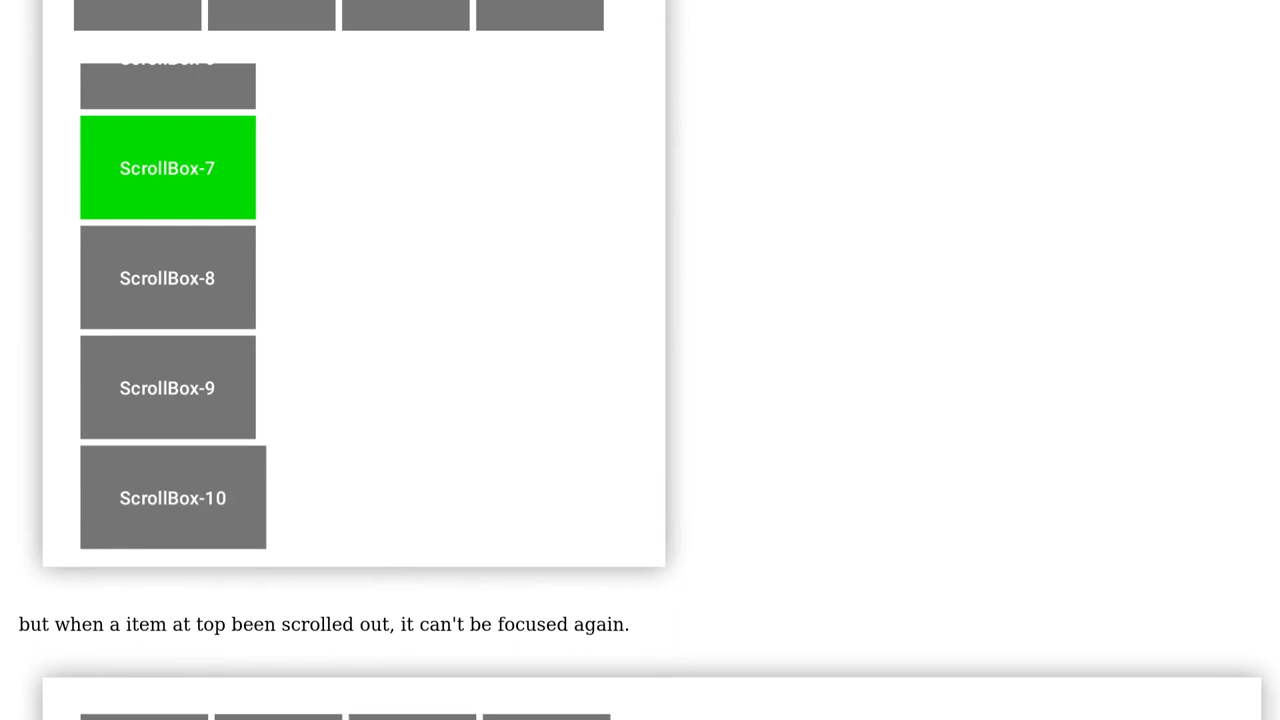 ScrollBox-7
ScrollBox-8
ScrollBox-9
ScrollBox-10
but when a item at top been scrolled out, it can't be focused again.